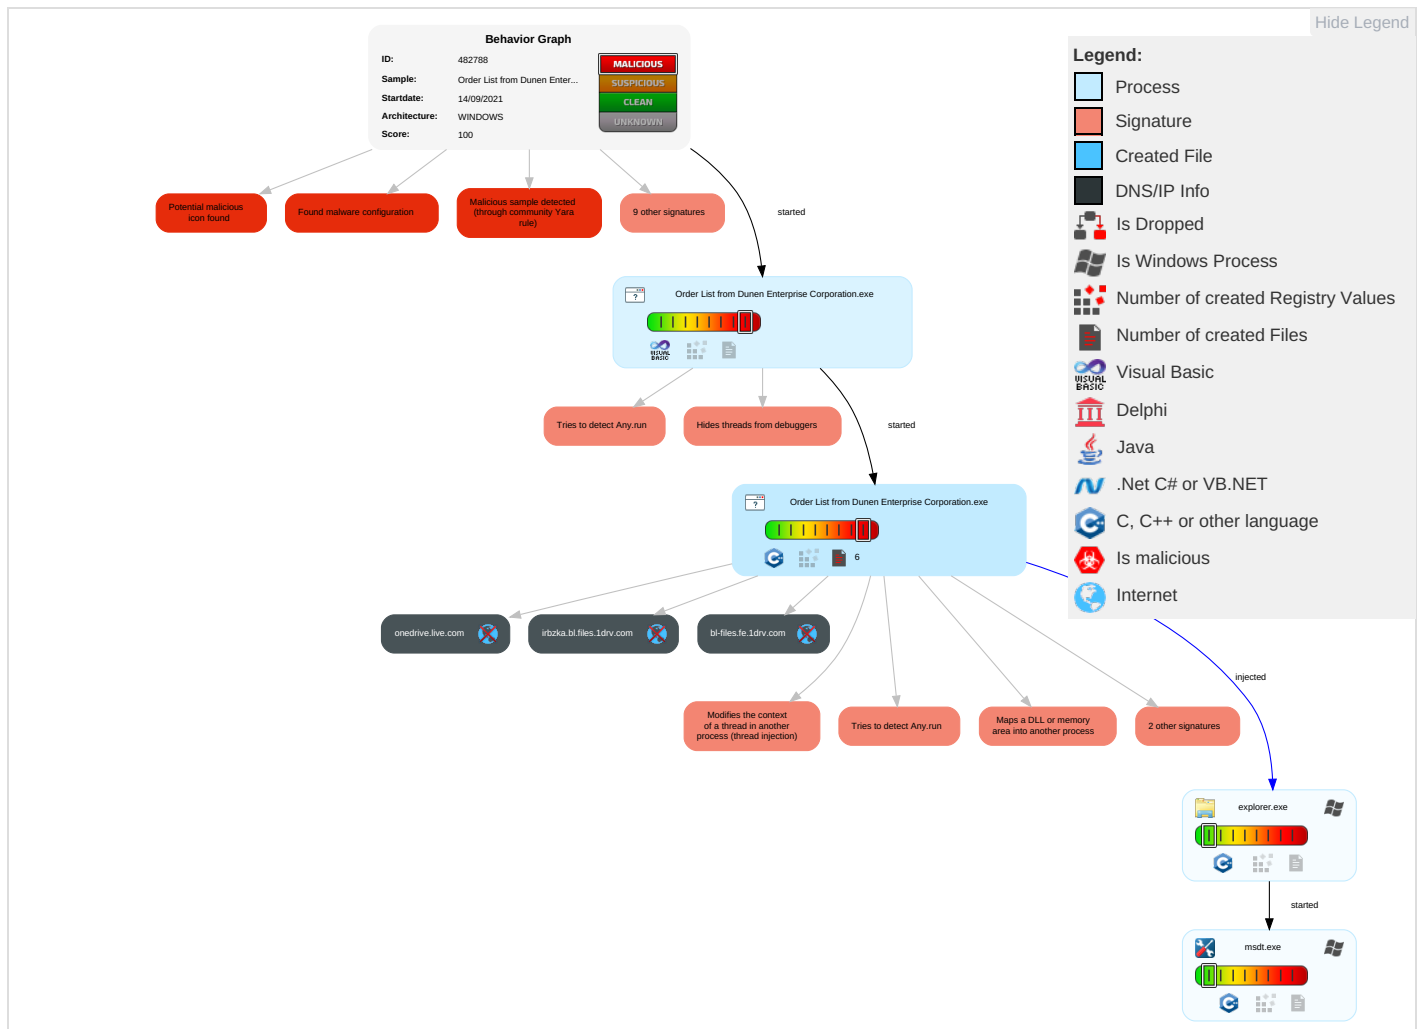 Hide Legend
Behavior Graph
ID: 482788
Sample: Order List from Dunen Enter...
Startdate: 14/09/2021
Architecture: WINDOWS
Score: 100
MALICIOUS
SUSPICIOUS
CLEAN
UNKNOWN
Legend:
Process
Signature
Created File
DNS/IP Info
Is Dropped
Is Windows Process
Number of created Registry Values
Number of created Files
VISUAL
BASIC
Visual Basic
Delphi
Java
.Net C# or VB.NET
C, C++ or other language
Is malicious
Internet
Potential malicious
icon found
Found malware configuration
Malicious sample detected
(through community Yara
rule)
9 other signatures
started
Order List from Dunen Enterprise Corporation.exe
VISUAL
BASIC
Tries to detect Any.run
Hides threads from debuggers
started
Order List from Dunen Enterprise Corporation.exe
6
onedrive.live.com
irbzka.bl.files.1drv.com
bl-files.fe.1drv.com
injected
Modifies the context
of a thread in another
process (thread injection)
Tries to detect Any.run
Maps a DLL or memory
area into another process
2 other signatures
explorer.exe
started
msdt.exe